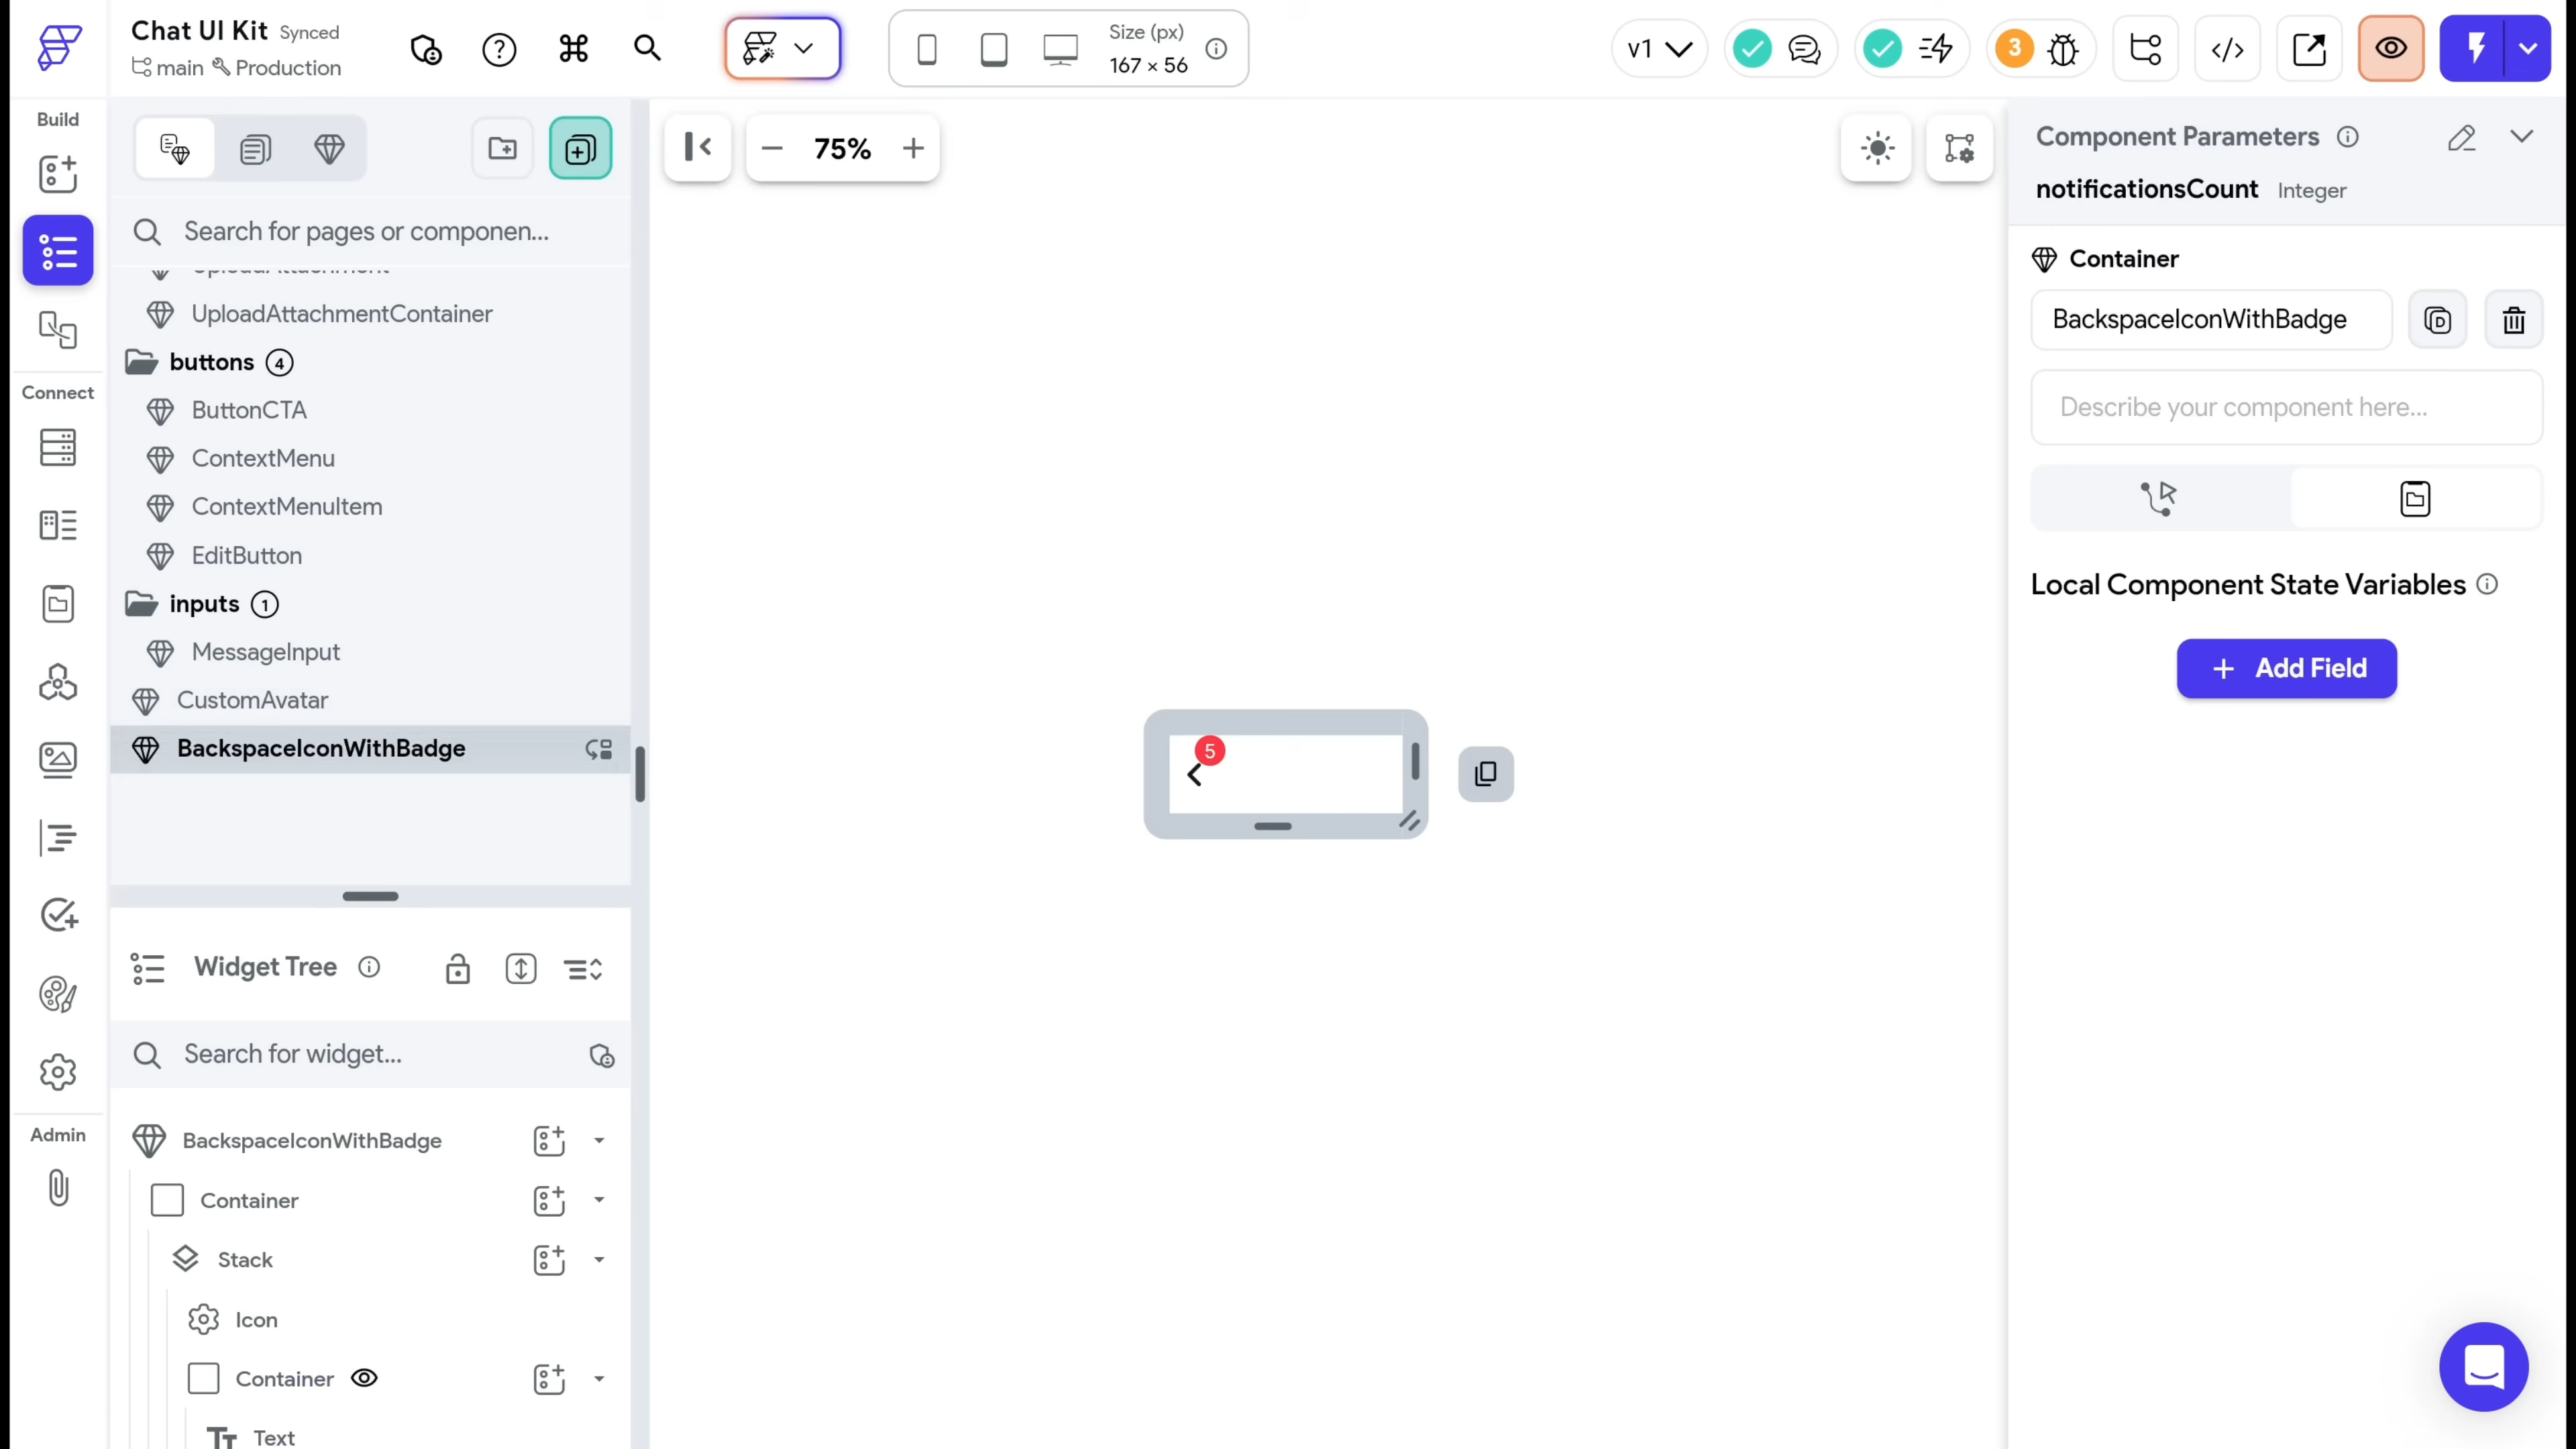 Chat UI Kit Synced
main Production
Size (px)
167 × 56
v1
3
Build
Connect
Admin
Search for pages or componen...
UploadAttachment
UploadAttachmentContainer
buttons 4
ButtonCTA
ContextMenu
ContextMenuItem
EditButton
inputs 1
MessageInput
CustomAvatar
BackspaceIconWithBadge
Widget Tree
Search for widget...
BackspaceIconWithBadge
Container
Stack
Icon
Container
Text
75%
5
Component Parameters
notificationsCount Integer
Container
BackspaceIconWithBadge
Describe your component here...
Local Component State Variables
+ Add Field